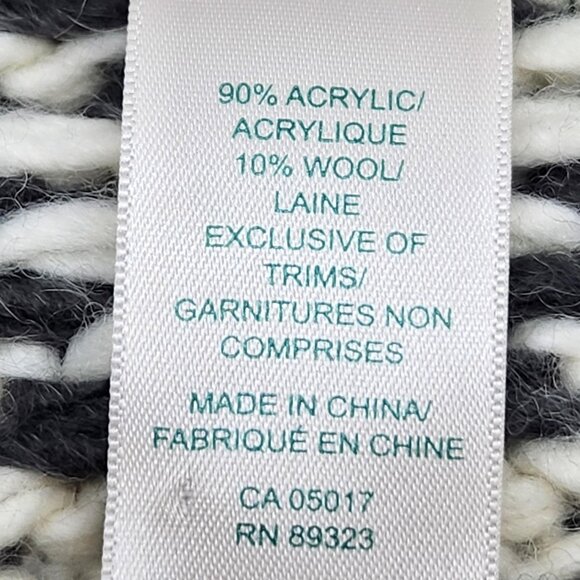 90% ACRYLIC/
ACRYLIQUE
10% WOOL/
LAINE
EXCLUSIVE OF
TRIMS/
GARNITURES NON
COMPRISES
MADE IN CHINA/
FABRIQUÉ EN CHINE
CA 05017
RN 89323